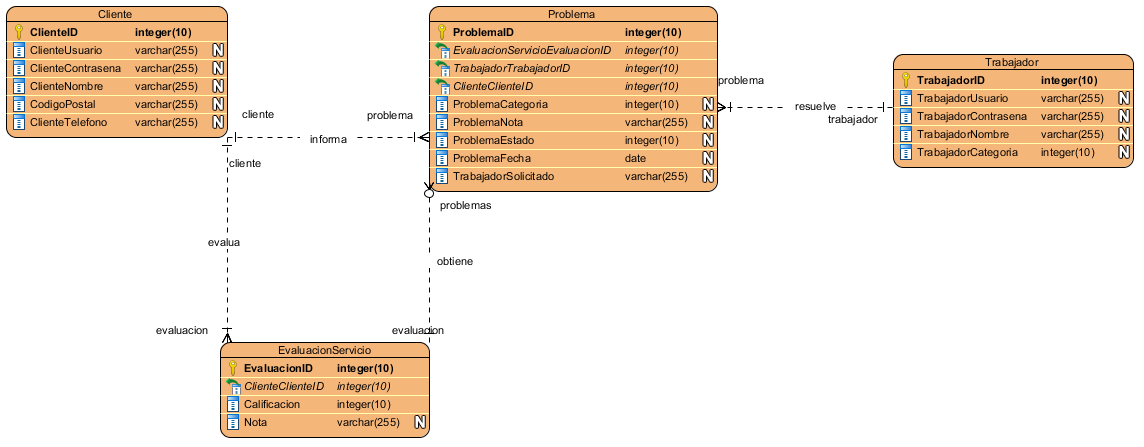 Cliente
ClienteID integer(10)
ClienteUsuario varchar(255) N
ClienteContrasena varchar(255) N
ClienteNombre varchar(255) N
CodigoPostal varchar(255) N
ClienteTelefono varchar(255) N
Problema
ProblemaID integer(10)
EvaluacionServicioEvaluacionID integer(10)
TrabajadorTrabajadorID integer(10)
ClienteClienteID integer(10)
ProblemaCategoria integer(10) N
ProblemaNota varchar(255) N
ProblemaEstado integer(10) N
ProblemaFecha date N
TrabajadorSolicitado varchar(255) N
Trabajador
TrabajadorID integer(10)
TrabajadorUsuario varchar(255) N
TrabajadorContrasena varchar(255) N
TrabajadorNombre varchar(255) N
TrabajadorCategoria integer(10) N
problema
resuelve
trabajador
cliente
problema
informa
cliente
evalua
evaluacion
problemas
obtiene
evaluacion
EvaluacionServicio
EvaluacionID integer(10)
ClienteClienteID integer(10)
Calificacion integer(10)
Nota varchar(255) N